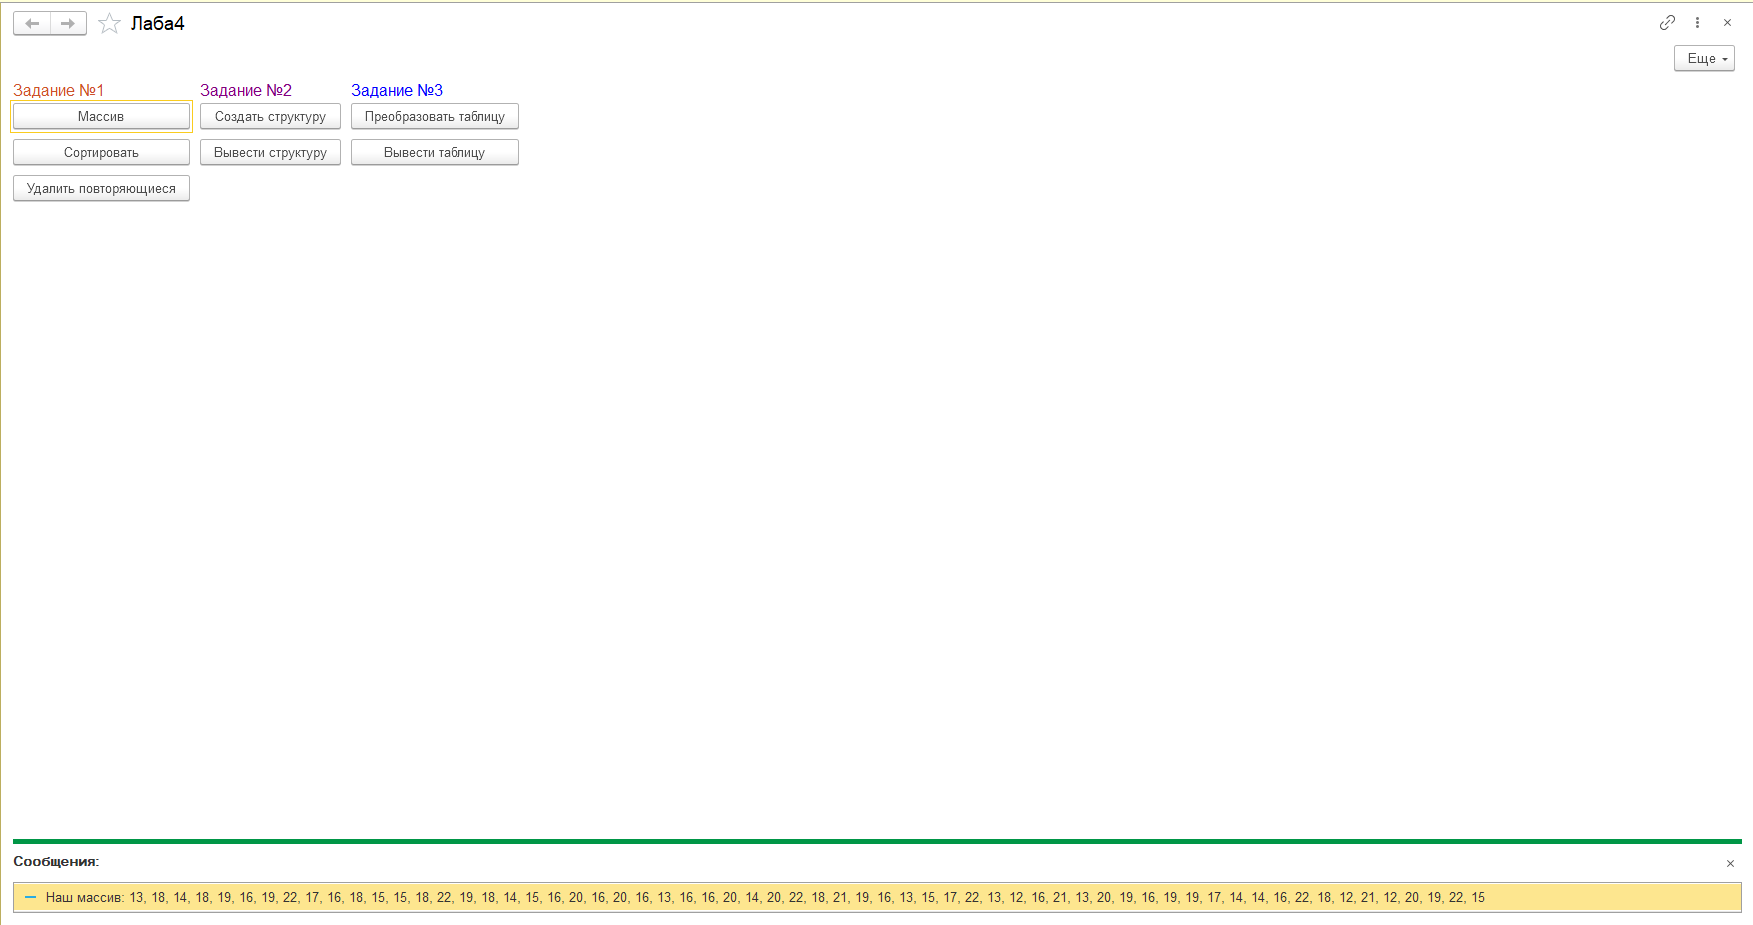 Лаба4
Еще
Задание №1 Задание №2 Задание №3
Массив Создать структуру Преобразовать таблицу
Сортировать Вывести структуру Вывести таблицу
Удалить повторяющиеся
Сообщения:
Наш массив: 13, 18, 14, 18, 19, 16, 19, 22, 17, 16, 18, 15, 15, 18, 22, 19, 18, 14, 15, 16, 20, 16, 20, 16, 13, 16, 16, 20, 14, 20, 22, 18, 21, 19, 16, 13, 15, 17, 22, 13, 12, 16, 21, 13, 20, 19, 16, 19, 19, 17, 14, 14, 16, 22, 18, 12, 21, 12, 20, 19, 22, 15